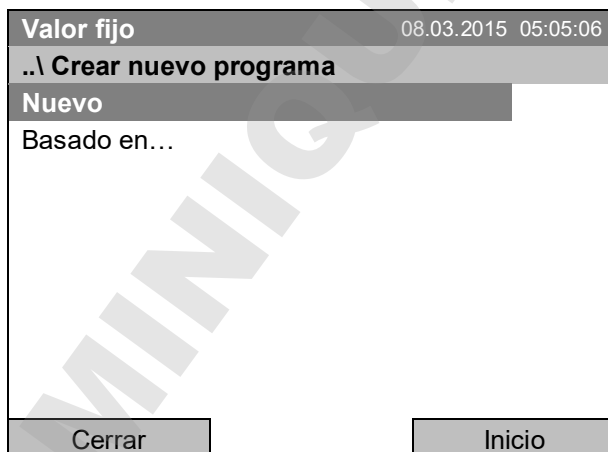 Valor fijo 08.03.2015 05:05:06
..\ Crear nuevo programa
Nuevo
Basado en…
Cerrar Inicio